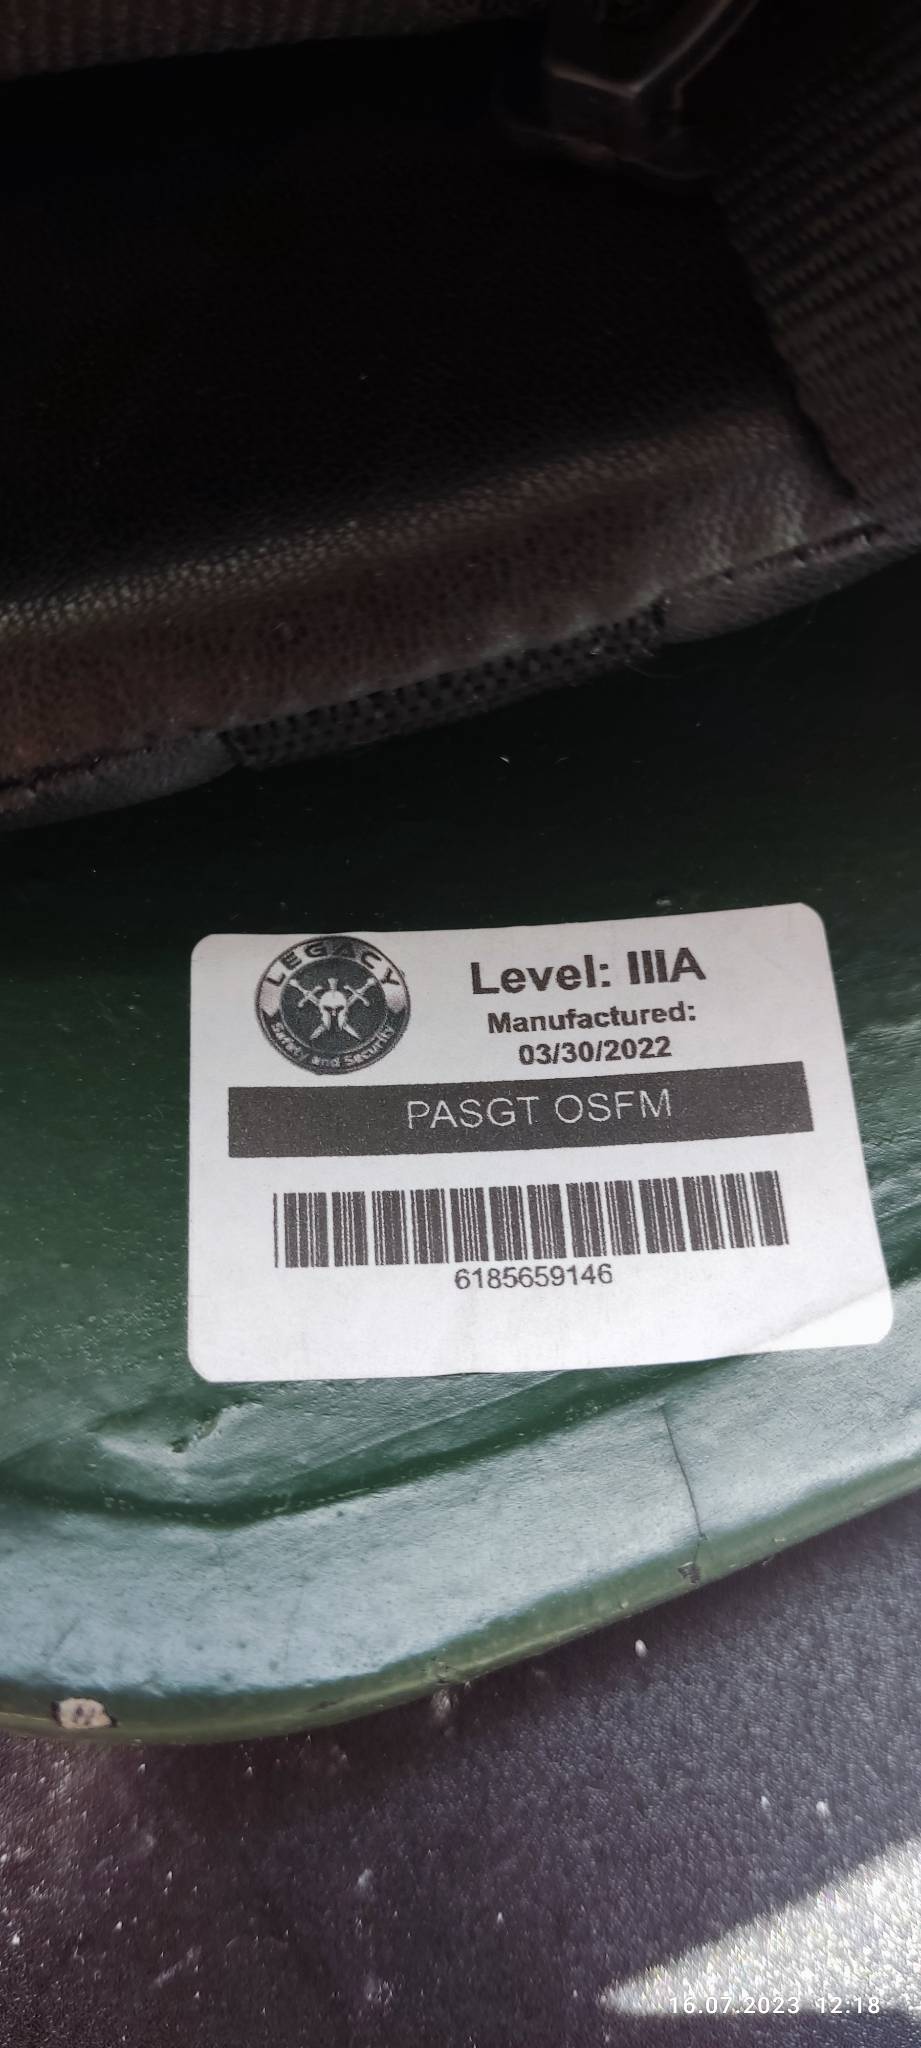 LEGACY
Safety and Security
Level: IIIA
Manufactured:
03/30/2022
PASGT OSFM
6185659146
16.07.2023 12:18